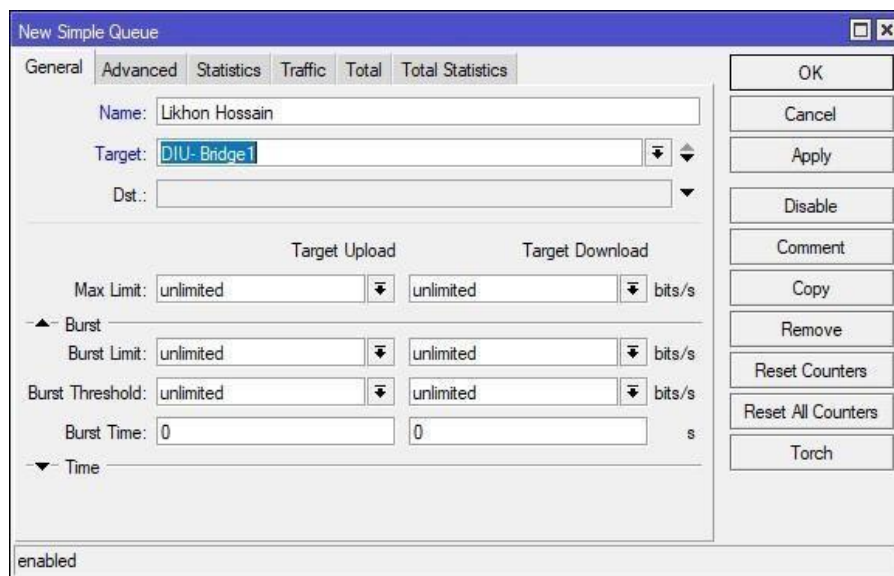 New Simple Queue
General Advanced Statistics Traffic Total Total Statistics
Name: Likhon Hossain
Target: DIU- Bridge1
Dst.:
Target Upload Target Download
Max Limit: unlimited unlimited bits/s
Burst
Burst Limit: unlimited unlimited bits/s
Burst Threshold: unlimited unlimited bits/s
Burst Time: 0 0 s
Time
OK
Cancel
Apply
Disable
Comment
Copy
Remove
Reset Counters
Reset All Counters
Torch
enabled